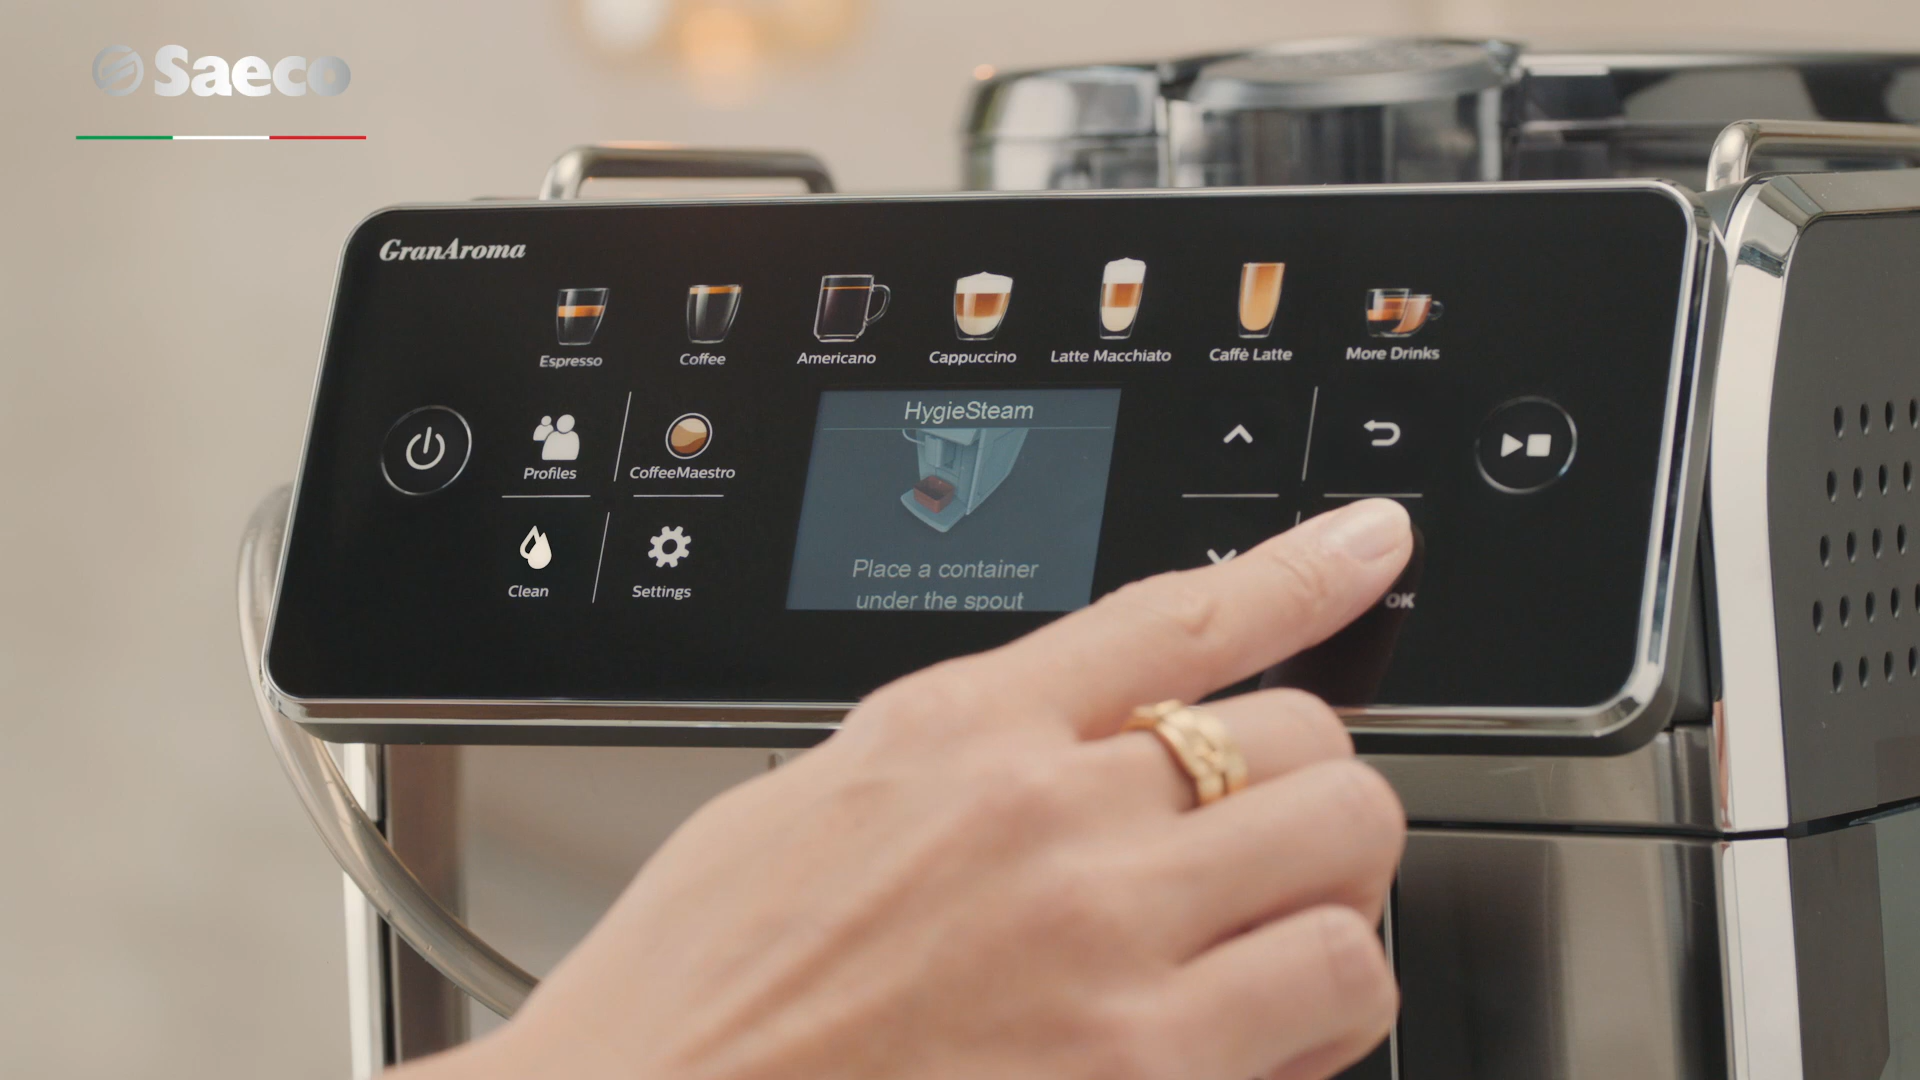 Saeco
GranAroma
Espresso
Coffee
Americano
Cappuccino
Latte Macchiato
Caffè Latte
More Drinks
Profiles
CoffeeMaestro
HygieSteam
Clean
Settings
Place a container
under the spout
OK